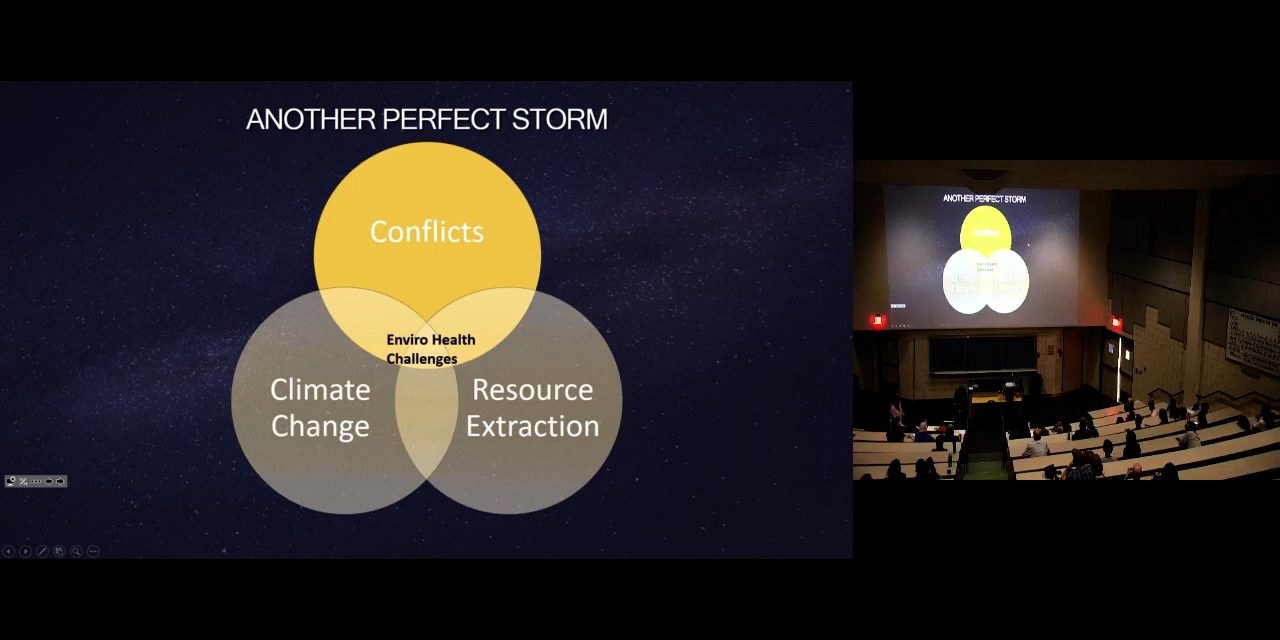 ANOTHER PERFECT STORM
Conflicts
Enviro Health
Challenges
Climate
Change
Resource
Extraction
ANOTHER PERFECT STORM